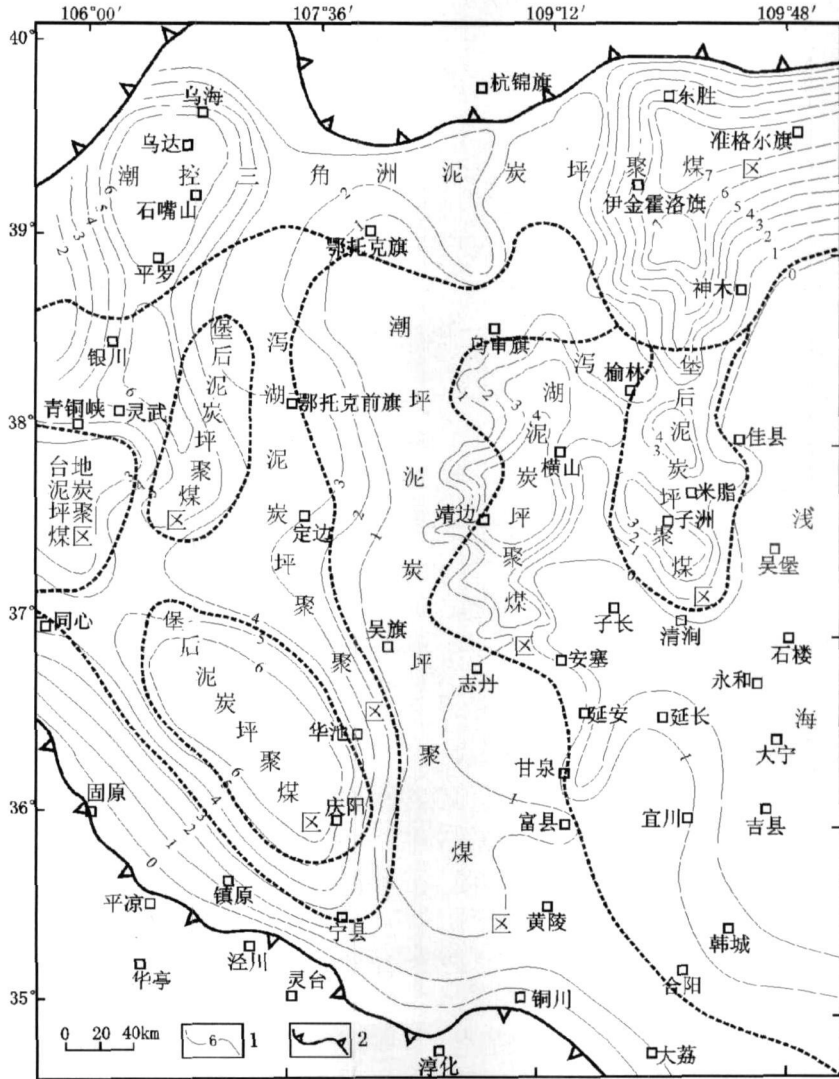 106°00′
107°36′
109°12′
109°48′
40°
39°
38°
37°
36°
35°
杭锦旗
东胜
准格尔旗
乌海
乌达
石嘴山
平罗
潮控三角洲泥炭坪聚煤区
伊金霍洛旗
鄂托克旗
神木
银川
乌审旗
榆林
青铜峡
灵武
鄂托克前旗
佳县
横山
米脂
子洲
定边
靖边
吴堡
台地
泥炭
坪聚
煤区
堡后泥炭坪聚煤区
泻湖泥炭坪聚煤区
潮坪泥炭坪聚煤区
泻湖泥炭坪聚煤区
堡后泥炭坪聚煤区
浅海
同心
吴旗
子长
清涧
石楼
堡后泥炭坪聚煤区
志丹
安塞
永和
延安
延长
华池
大宁
甘泉
固原
庆阳
富县
宜川
吉县
镇原
平凉
宁县
黄陵
韩城
泾川
华亭
灵台
合阳
铜川
淳化
大荔
0 20 40km
6 1
2